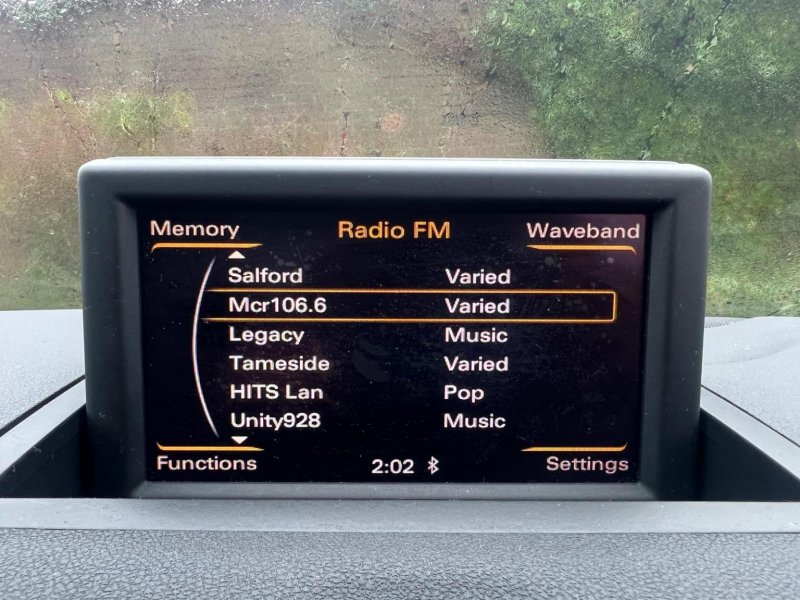 Memory Radio FM Waveband
Salford Varied
Mcr106.6 Varied
Legacy Music
Tameside Varied
HITS Lan Pop
Unity928 Music
Functions 2:02 Settings